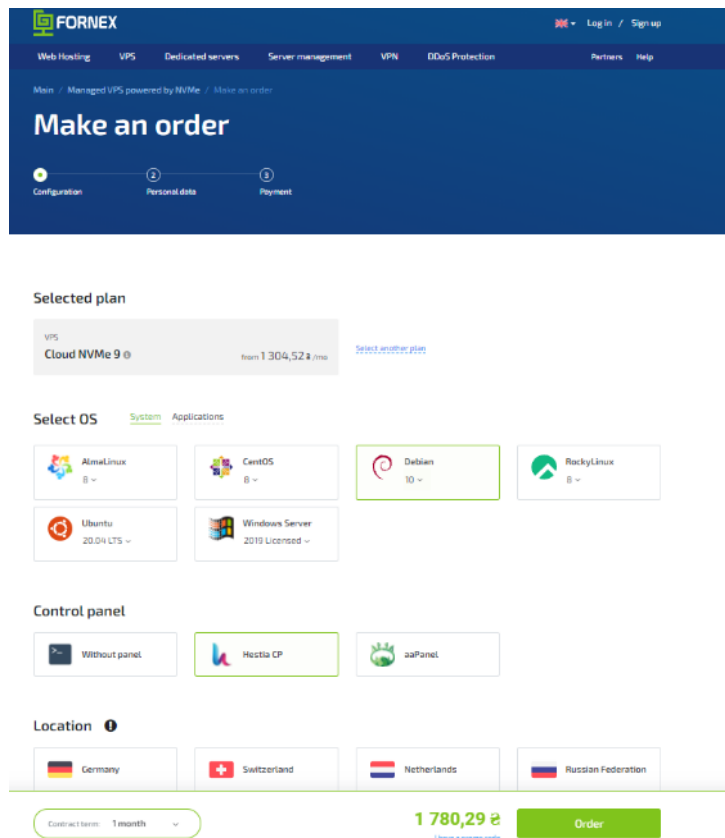 FORNEX
Log in / Sign up
Web Hosting VPS Dedicated servers Server management VPN DDoS Protection Partners Help
Main / Managed VPS powered by NVMe / Make an order
Make an order
2 3
Configuration Personal data Payment
Selected plan
VPS
Cloud NVMe 9 from 1 304,52 ₴ /mo
Select another plan
Select OS System Applications
AlmaLinux CentOS Debian RockyLinux
8 8 10 8
Ubuntu Windows Server
20.04 LTS 2019 Licensed
Control panel
Without panel Hestia CP aaPanel
Location
Germany Switzerland Netherlands Russian Federation
Contract term: 1 month 1 780,29 ₴ Order